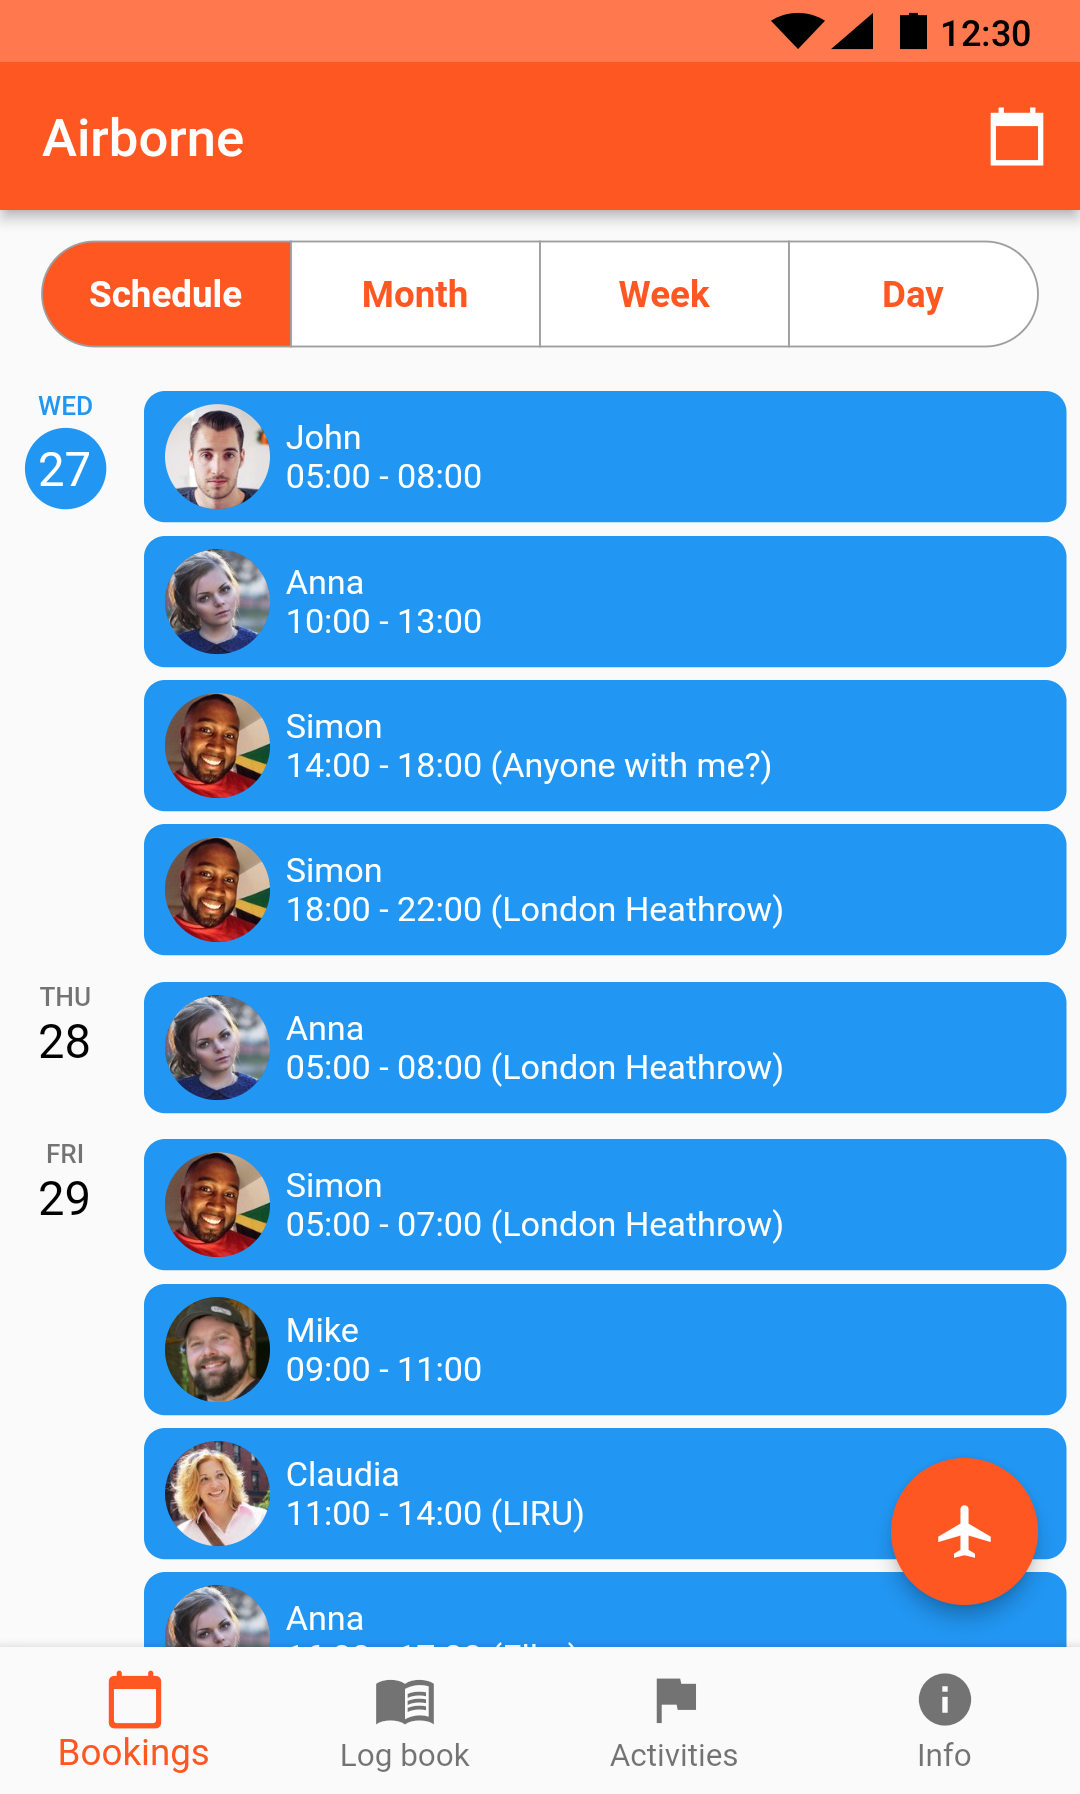 12:30
Airborne
Schedule
Month
Week
Day
WED
27
John
05:00 - 08:00
Anna
10:00 - 13:00
Simon
14:00 - 18:00 (Anyone with me?)
Simon
18:00 - 22:00 (London Heathrow)
THU
28
Anna
05:00 - 08:00 (London Heathrow)
FRI
29
Simon
05:00 - 07:00 (London Heathrow)
Mike
09:00 - 11:00
Claudia
11:00 - 14:00 (LIRU)
Anna
Bookings
Log book
Activities
Info